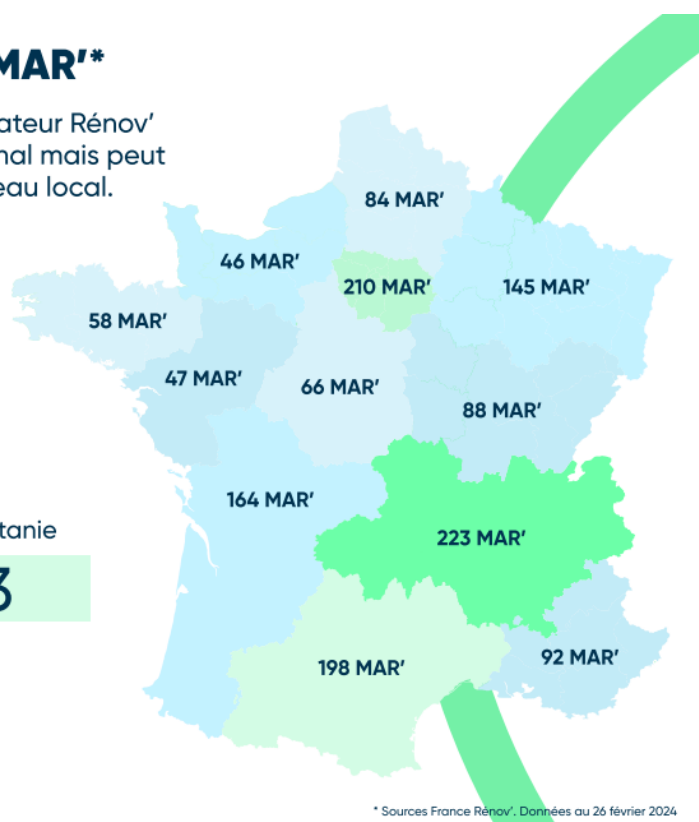 MAR'*
ateur Rénov'
nal mais peut
eau local.
84 MAR'
46 MAR'
210 MAR'
145 MAR'
58 MAR'
47 MAR'
66 MAR'
88 MAR'
164 MAR'
tanie
223 MAR'
3
198 MAR'
92 MAR'
* Sources France Rénov'. Données au 26 février 2024